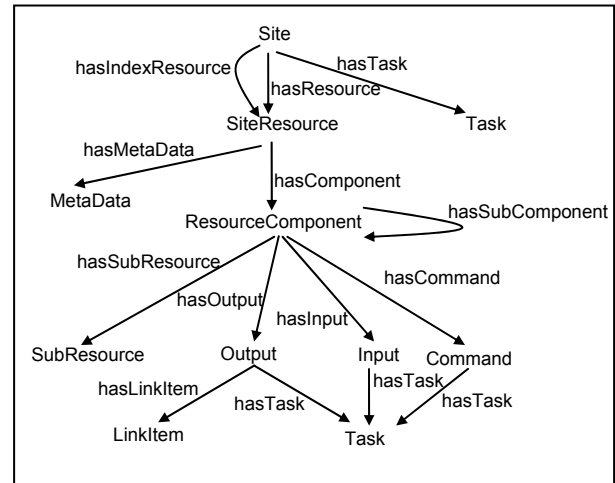 Site
hasIndexResource
hasResource
hasTask
SiteResource
Task
hasMetaData
MetaData
hasComponent
ResourceComponent
hasSubComponent
hasSubResource
hasOutput
hasInput
hasCommand
SubResource
Output
Input
Command
hasLinkItem
hasTask
hasTask
hasTask
LinkItem
Task